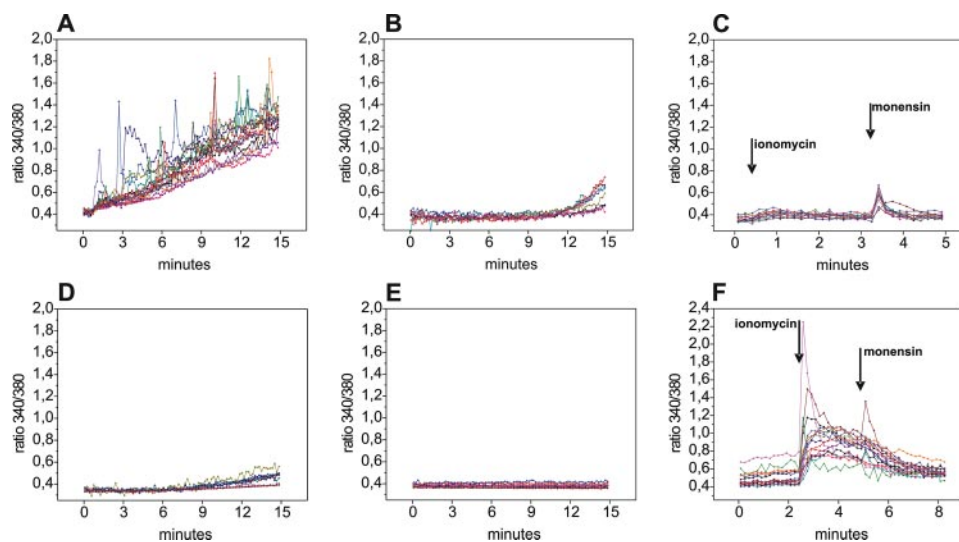 A
ratio 340/380
2,0
1,8
1,6
1,4
1,2
1,0
0,8
0,6
0,4
0 3 6 9 12 15
minutes
B
ratio 340/380
2,0
1,8
1,6
1,4
1,2
1,0
0,8
0,6
0,4
0 3 6 9 12 15
minutes
C
ratio 340/380
2,0
1,8
1,6
1,4
1,2
1,0
0,8
0,6
0,4
monensin
ionomycin
0 1 2 3 4 5
minutes
D
ratio 340/380
2,0
1,8
1,6
1,4
1,2
1,0
0,8
0,6
0,4
0 3 6 9 12 15
minutes
E
ratio 340/380
2,0
1,8
1,6
1,4
1,2
1,0
0,8
0,6
0,4
0 3 6 9 12 15
minutes
F
ratio 340/380
2,4
2,2
2,0
1,8
1,6
1,4
1,2
1,0
0,8
0,6
0,4
ionomycin
monensin
0 2 4 6 8
minutes